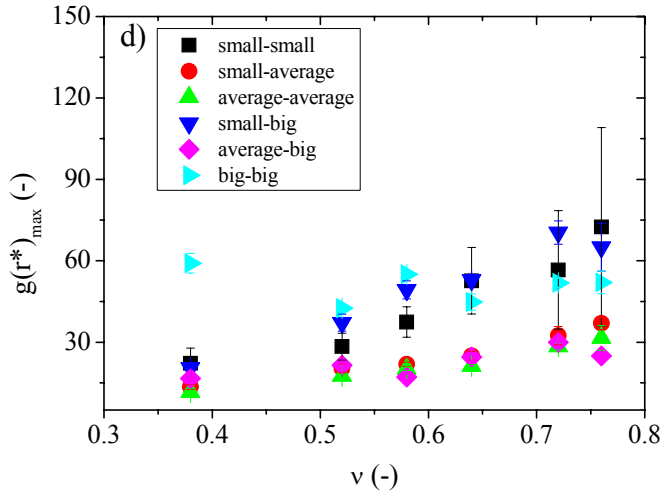 d)
small-small
small-average
average-average
small-big
average-big
big-big
150
120
90
60
30
g(r*)max (-)
0.3 0.4 0.5 0.6 0.7 0.8
ν (-)